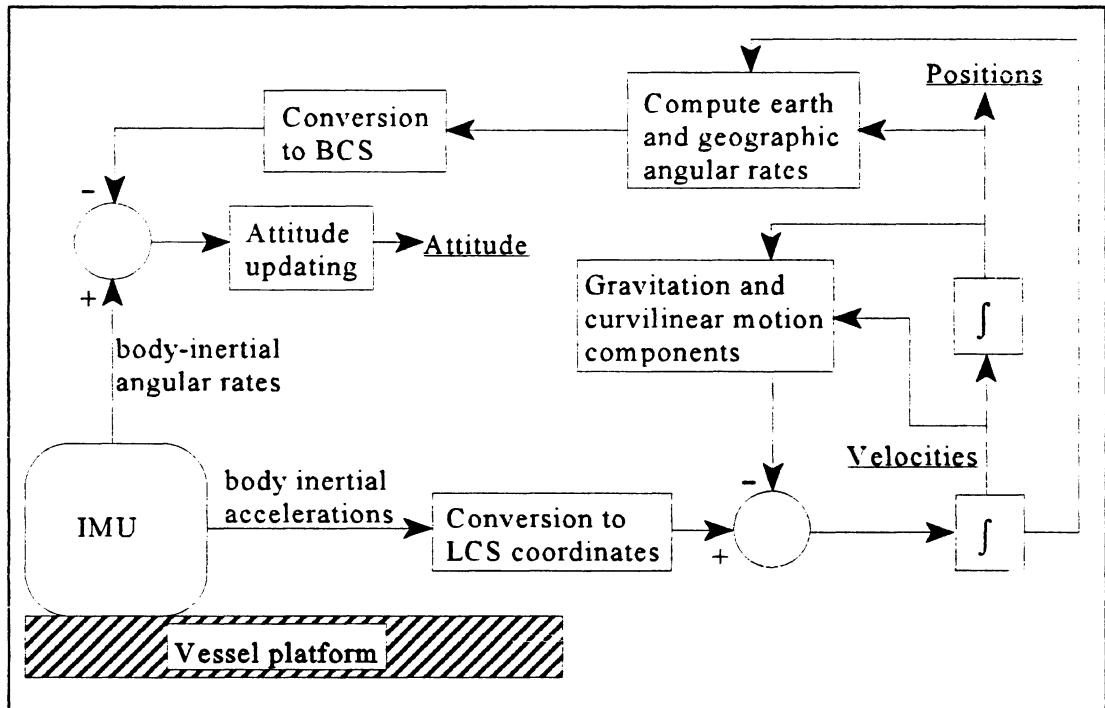 Positions
Conversion
to BCS
Compute earth
and geographic
angular rates
-
Attitude
updating
Attitude
+
Gravitation and
curvilinear motion
components
∫
body-inertial
angular rates
Velocities
-
IMU
body inertial
accelerations
Conversion to
LCS coordinates
+
∫
Vessel platform